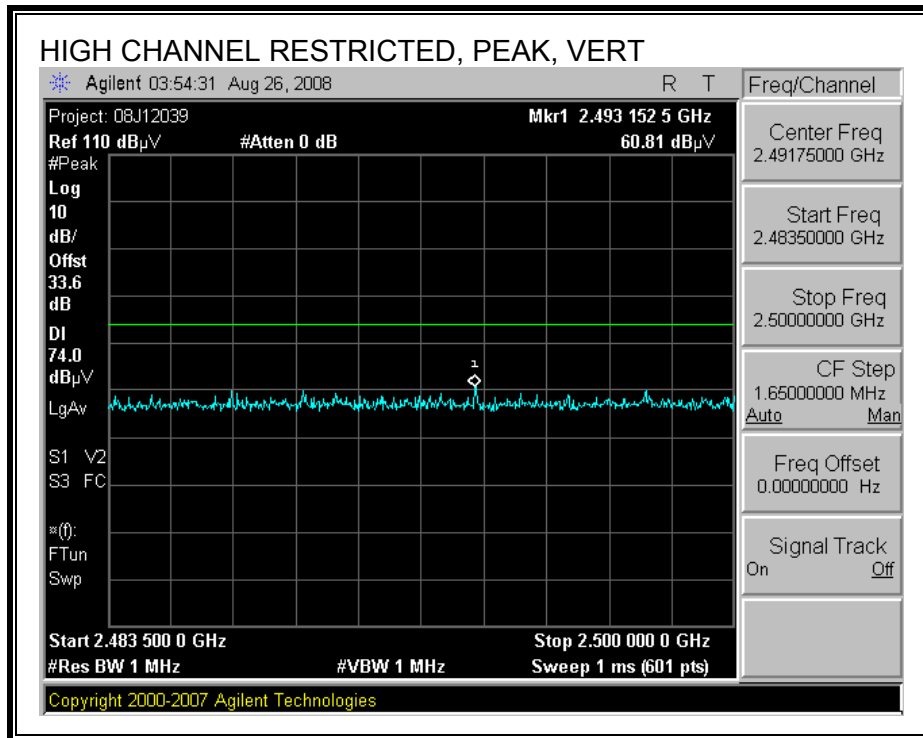 HIGH CHANNEL RESTRICTED, PEAK, VERT
Agilent 03:54:31 Aug 26, 2008 R T
Project: 08J12039 Mkr1 2.493 152 5 GHz
Ref 110 dBµV #Atten 0 dB 60.81 dBµV
#Peak
Log
10
dB/
Offst
33.6
dB
DI
74.0
dBµV
LgAv
1
S1 V2
S3 FC
¤(f):
FTun
Swp
Start 2.483 500 0 GHz Stop 2.500 000 0 GHz
#Res BW 1 MHz #VBW 1 MHz Sweep 1 ms (601 pts)
Copyright 2000-2007 Agilent Technologies
Freq/Channel
Center Freq
2.49175000 GHz
Start Freq
2.48350000 GHz
Stop Freq
2.50000000 GHz
CF Step
1.65000000 MHz
Auto Man
Freq Offset
0.00000000 Hz
Signal Track
On Off